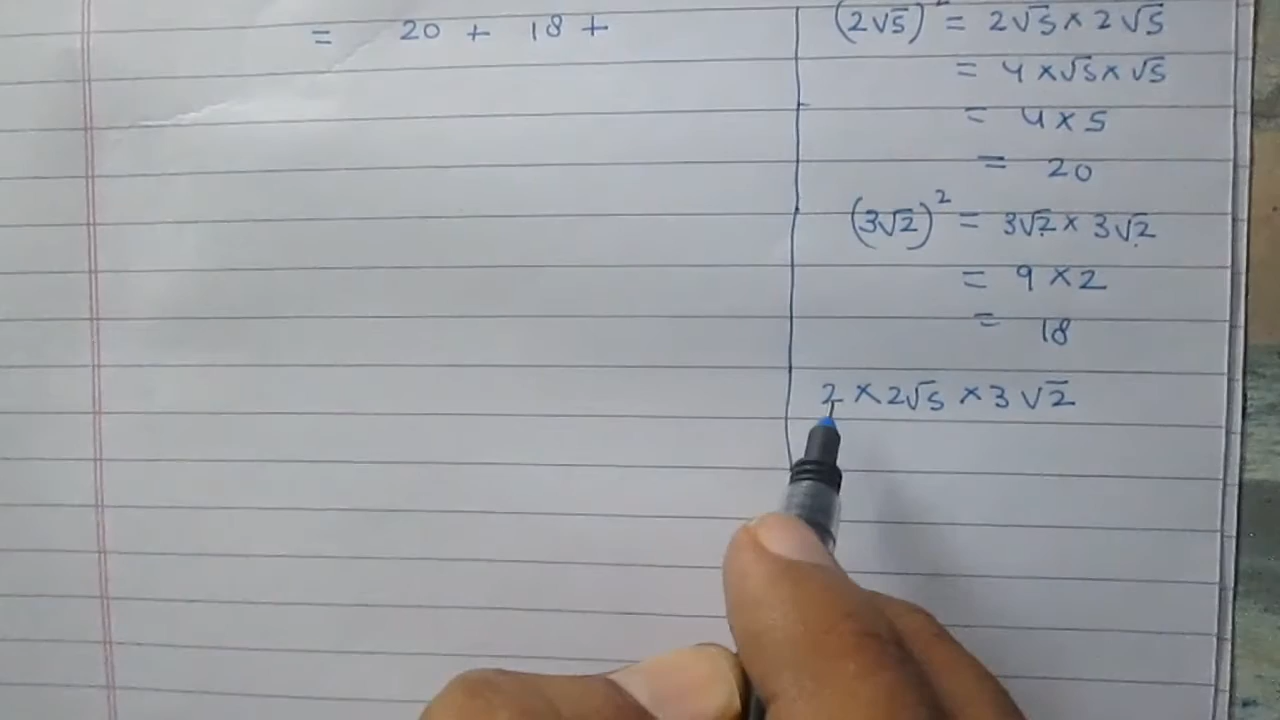 = 20 + 18 +
(2√5)² = 2√5 × 2√5
= 4 × √5 × √5
= 4 × 5
= 20
(3√2)² = 3√2 × 3√2
= 9 × 2
= 18
2 × 2√5 × 3√2